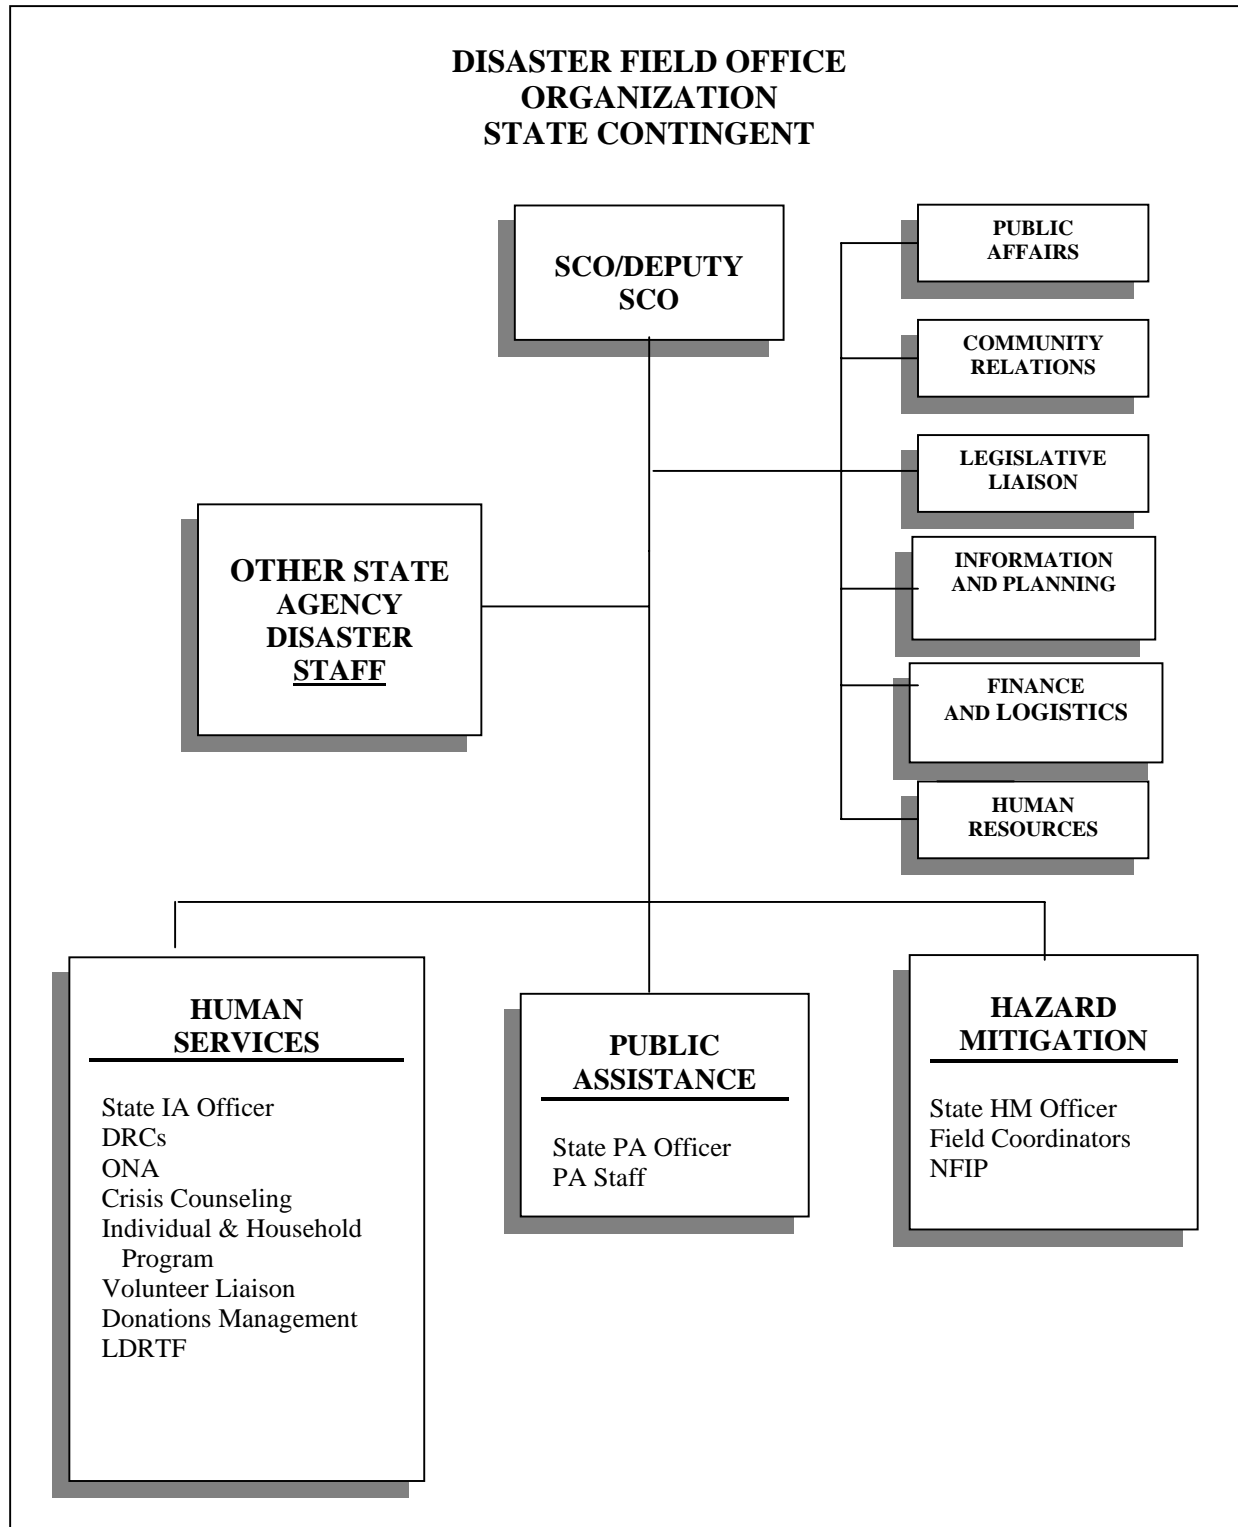 DISASTER FIELD OFFICE
ORGANIZATION
STATE CONTINGENT
SCO/DEPUTY
SCO
PUBLIC
AFFAIRS
COMMUNITY
RELATIONS
LEGISLATIVE
LIAISON
INFORMATION
AND PLANNING
FINANCE
AND LOGISTICS
HUMAN
RESOURCES
OTHER STATE
AGENCY
DISASTER
STAFF
HUMAN
SERVICES
State IA Officer
DRCs
ONA
Crisis Counseling
Individual & Household
Program
Volunteer Liaison
Donations Management
LDRTF
PUBLIC
ASSISTANCE
State PA Officer
PA Staff
HAZARD
MITIGATION
State HM Officer
Field Coordinators
NFIP